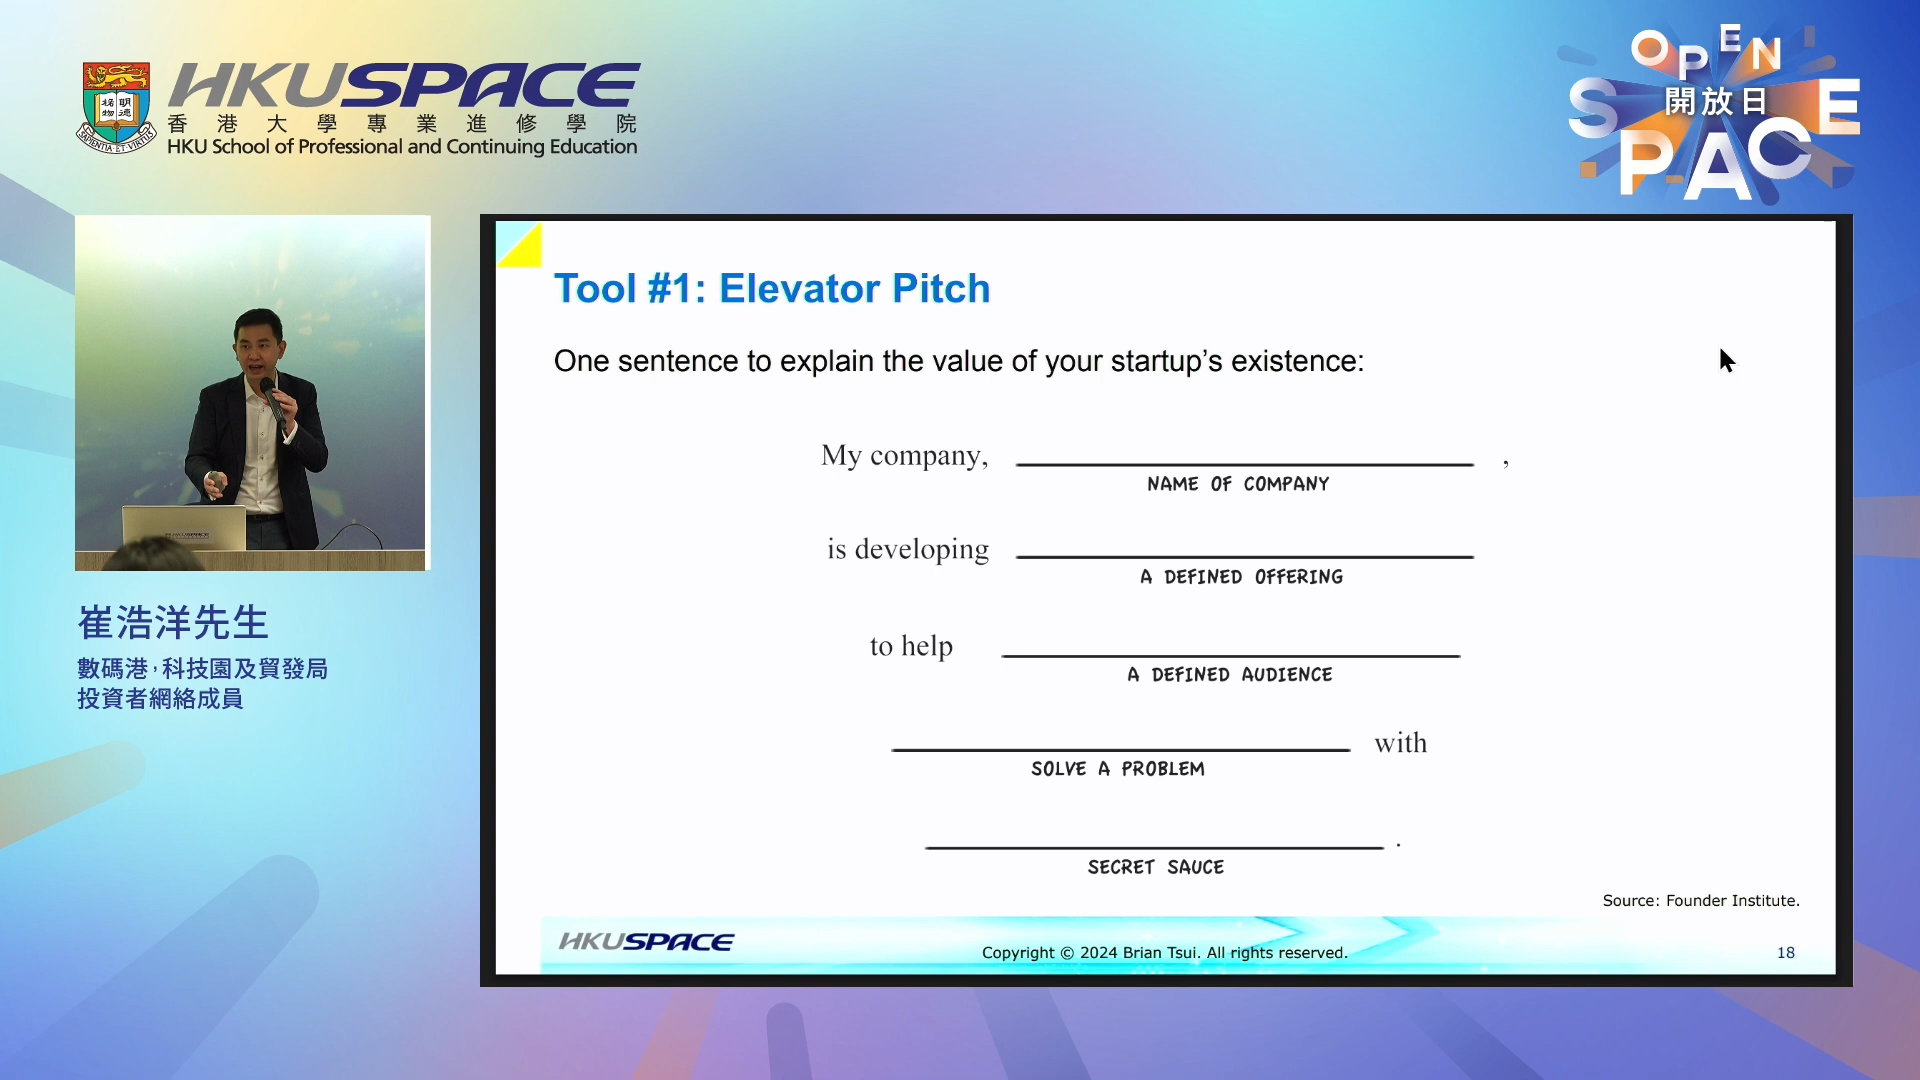 HKUSPACE
香港大學專業進修學院
HKU School of Professional and Continuing Education
OPEN
開放日
SPACE
崔浩洋先生
數碼港，科技園及貿發局
投資者網絡成員
Tool #1: Elevator Pitch
One sentence to explain the value of your startup’s existence:
My company, ,
NAME OF COMPANY
is developing
A DEFINED OFFERING
to help
A DEFINED AUDIENCE
with
SOLVE A PROBLEM
.
SECRET SAUCE
Source: Founder Institute.
HKUSPACE
Copyright © 2024 Brian Tsui. All rights reserved.
18